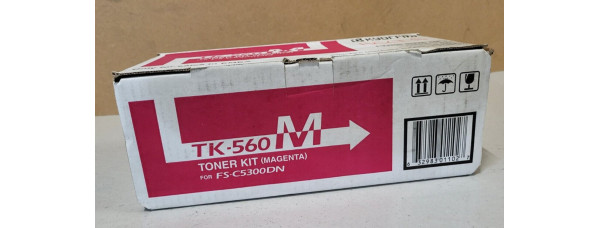 TK-560 M
TONER KIT (MAGENTA)
FOR FS-C5300DN